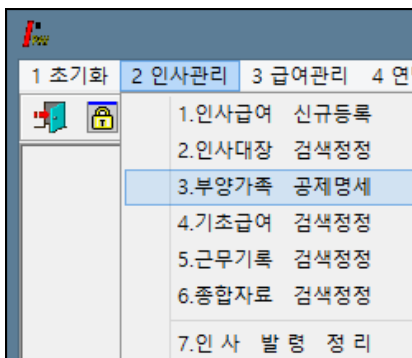 1 초기화 2 인사관리 3 급여관리 4 연
1.인사급여 신규등록
2.인사대장 검색정정
3.부양가족 공제명세
4.기초급여 검색정정
5.근무기록 검색정정
6.종합자료 검색정정
7.인 사 발 령 정 리